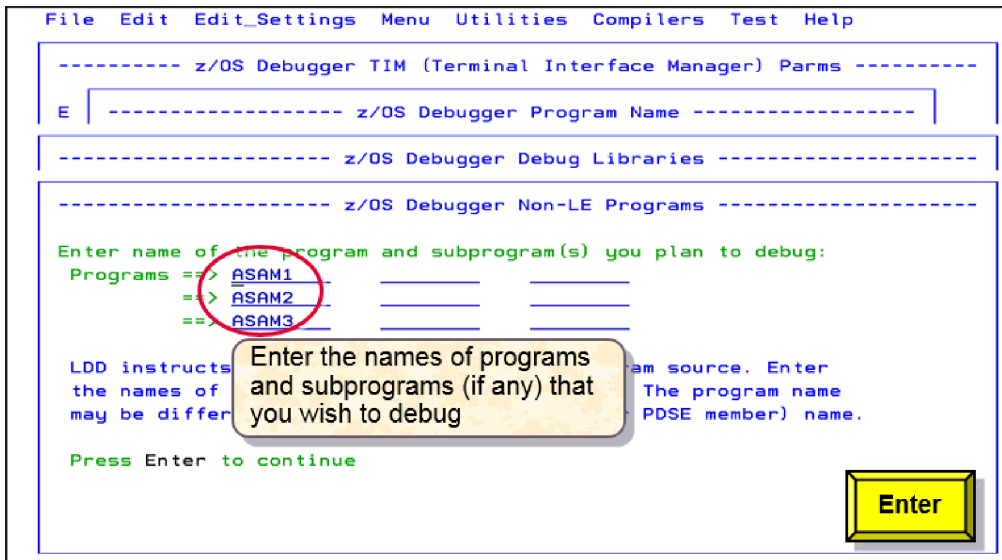 File Edit Edit_Settings Menu Utilities Compilers Test Help
---------- z/OS Debugger TIM (Terminal Interface Manager) Parms ----------
E ------------------- z/OS Debugger Program Name ------------------
---------------------- z/OS Debugger Debug Libraries ---------------------
---------------------- z/OS Debugger Non-LE Programs ---------------------
Enter name of the program and subprogram(s) you plan to debug:
Programs ==> ASAM1
==> ASAM2
==> ASAM3
LDD instructs am source. Enter
the names of The program name
may be differ PDSE member) name.
Enter the names of programs
and subprograms (if any) that
you wish to debug
Press Enter to continue
Enter